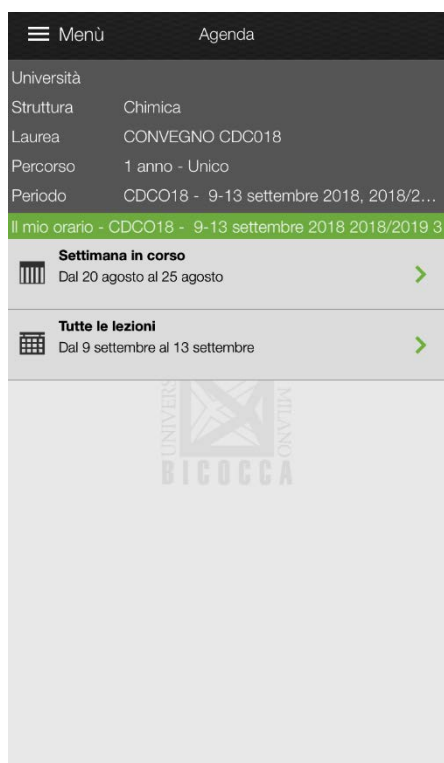 Menù Agenda
Università
Struttura Chimica
Laurea CONVEGNO CDC018
Percorso 1 anno - Unico
Periodo CDCO18 - 9-13 settembre 2018, 2018/2...
Il mio orario - CDCO18 - 9-13 settembre 2018 2018/2019 3
Settimana in corso
Dal 20 agosto al 25 agosto
Tutte le lezioni
Dal 9 settembre al 13 settembre
UNIVERS
MILANO
BICOCCA